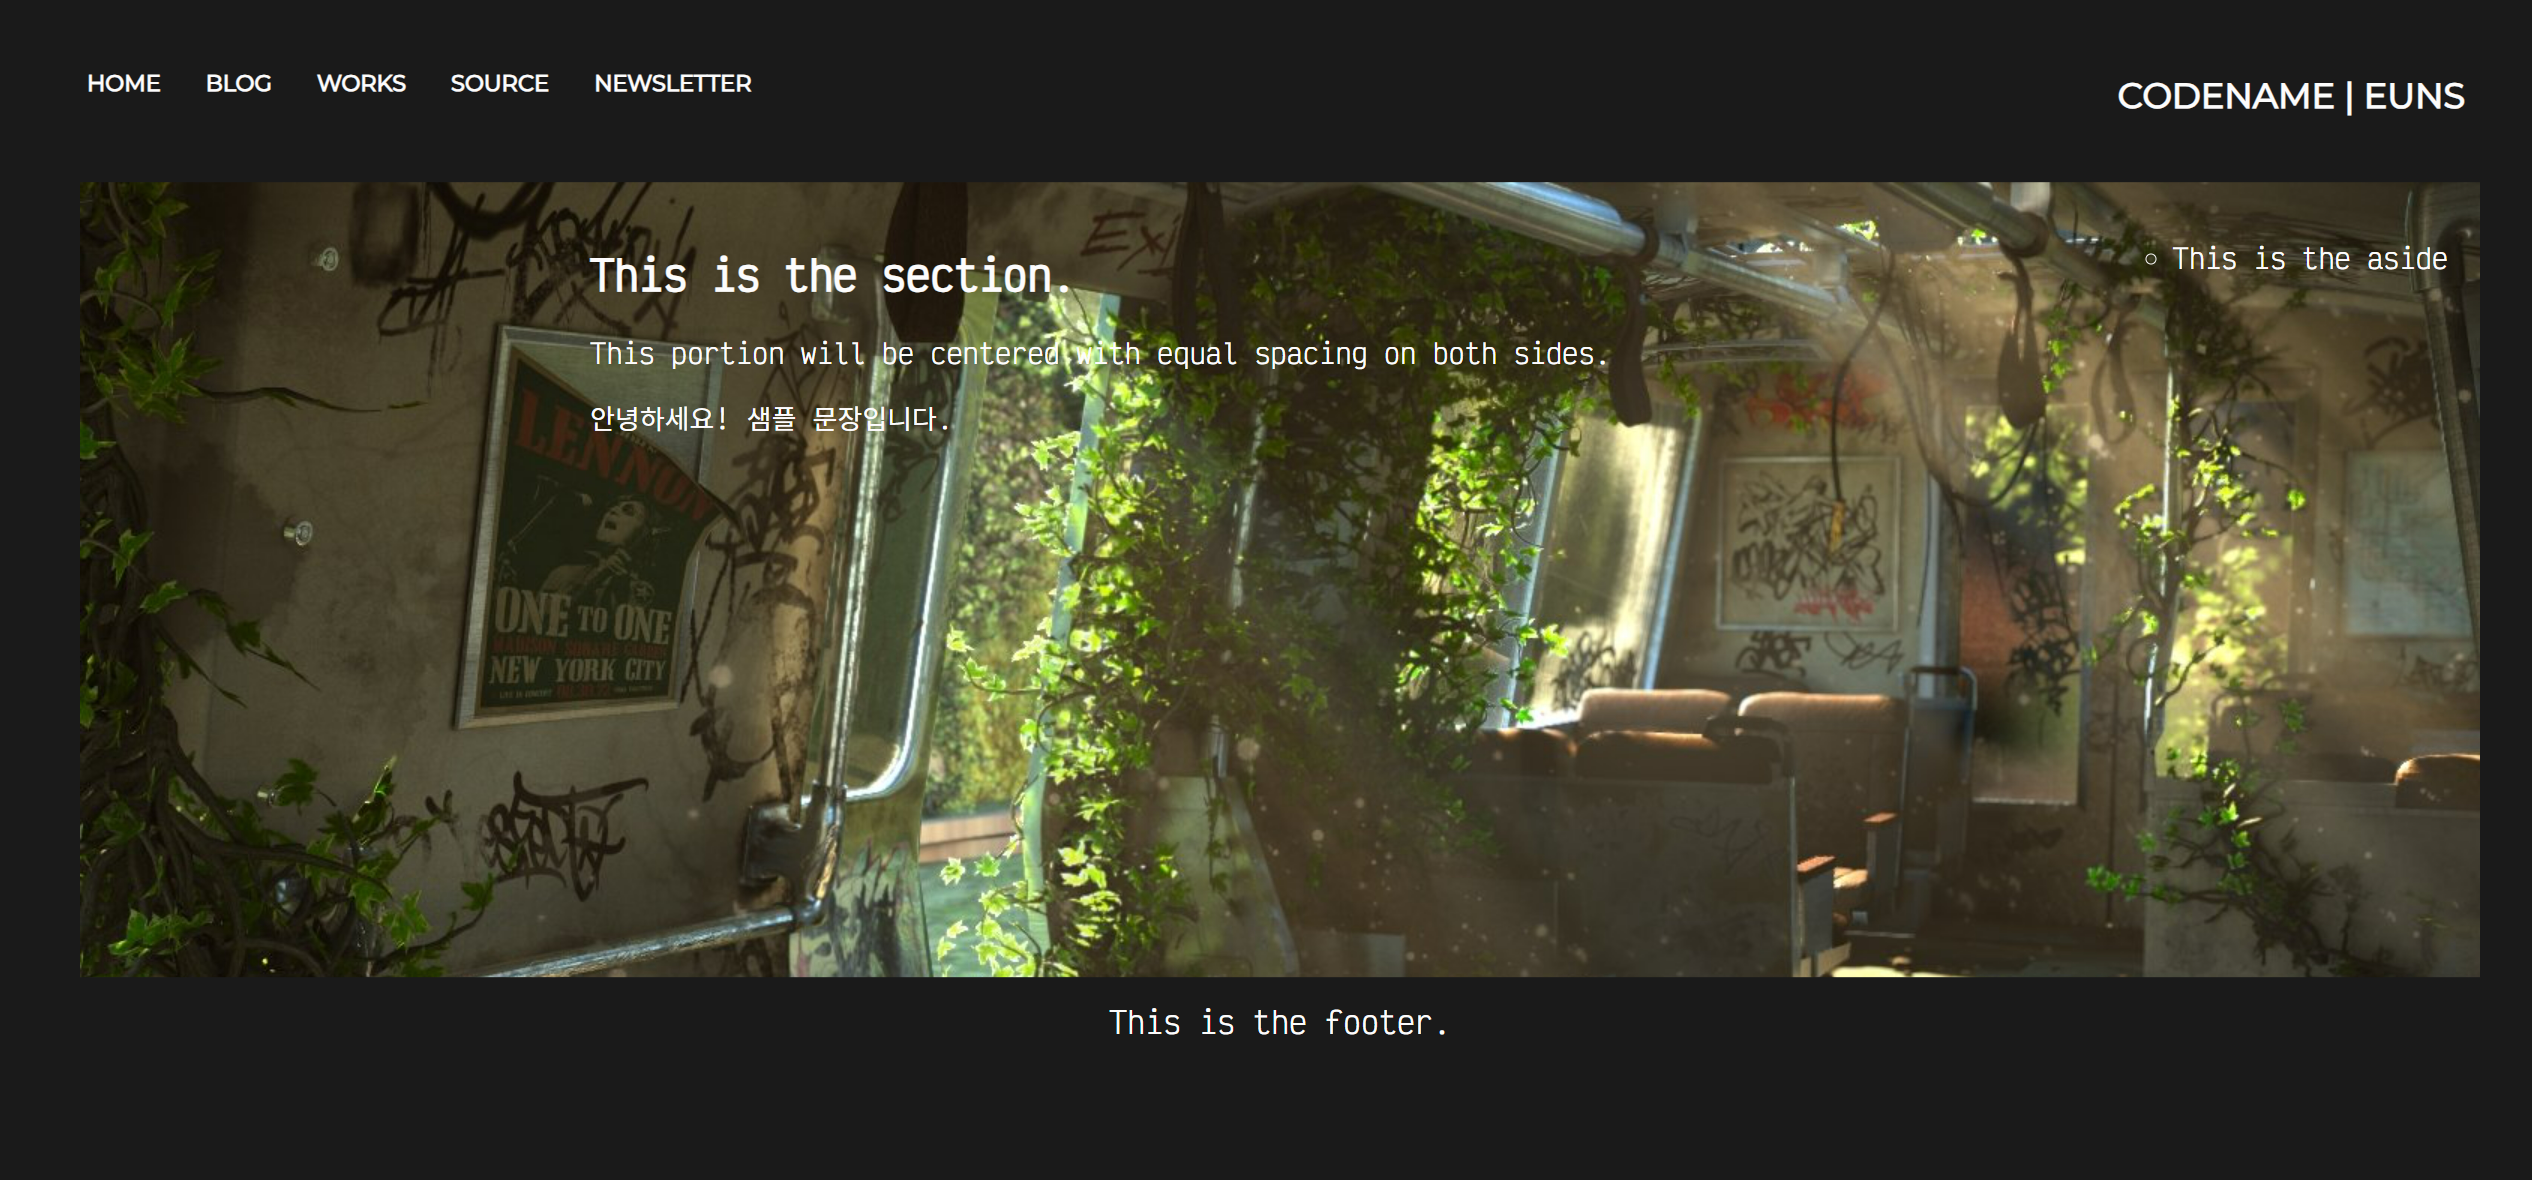 HOME BLOG WORKS SOURCE NEWSLETTER
CODENAME | EUNS
This is the section.
This is the aside
This portion will be centered with equal spacing on both sides.
안녕하세요! 샘플 문장입니다.
Exi
LENNON
ONE TO ONE
MADISON SQUARE GARDEN
NEW YORK CITY
This is the footer.